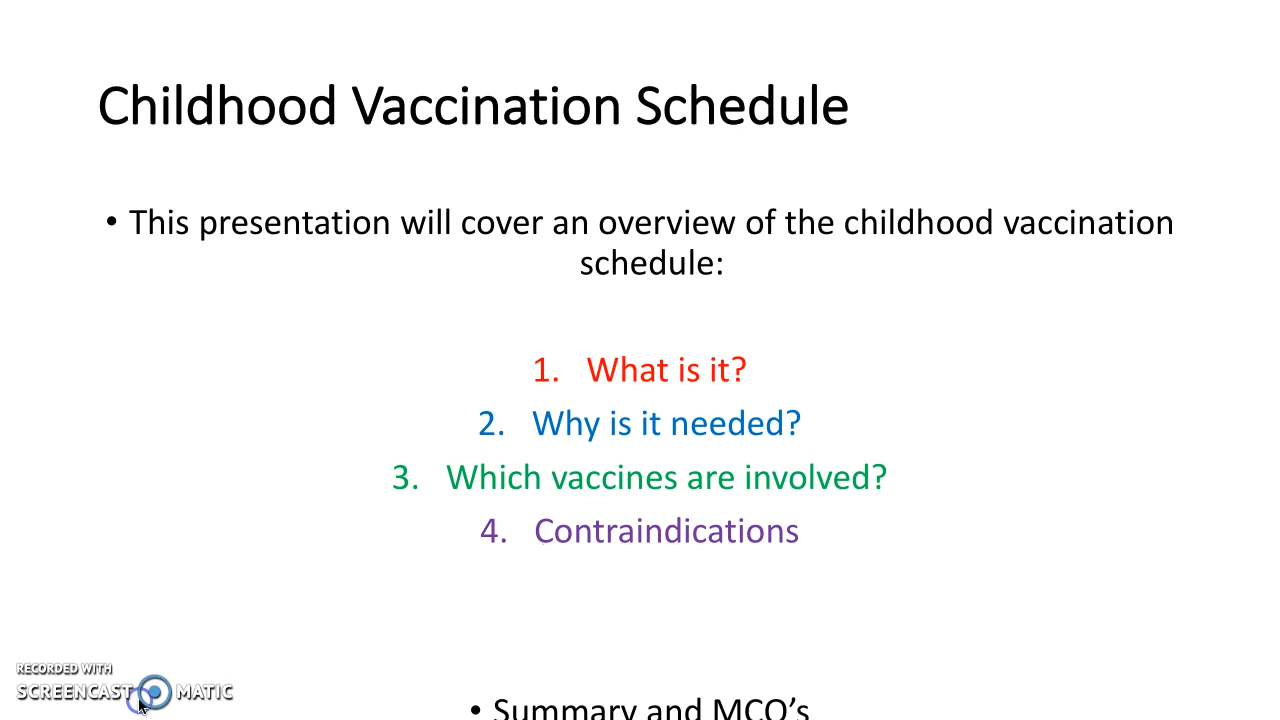 Childhood Vaccination Schedule
• This presentation will cover an overview of the childhood vaccination
schedule:
1. What is it?
2. Why is it needed?
3. Which vaccines are involved?
4. Contraindications
RECORDED WITH
SCREENCAST MATIC
• Summary and MCQ's